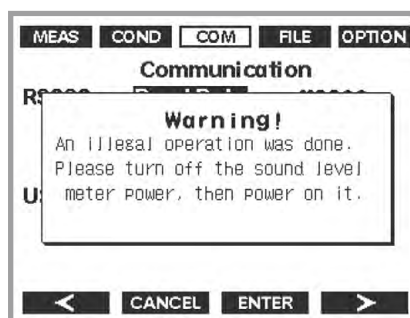 MEAS COND COM FILE OPTION
Communication
Warning!
An illegal operation was done.
Please turn off the sound level
meter power, then power on it.
< CANCEL ENTER >